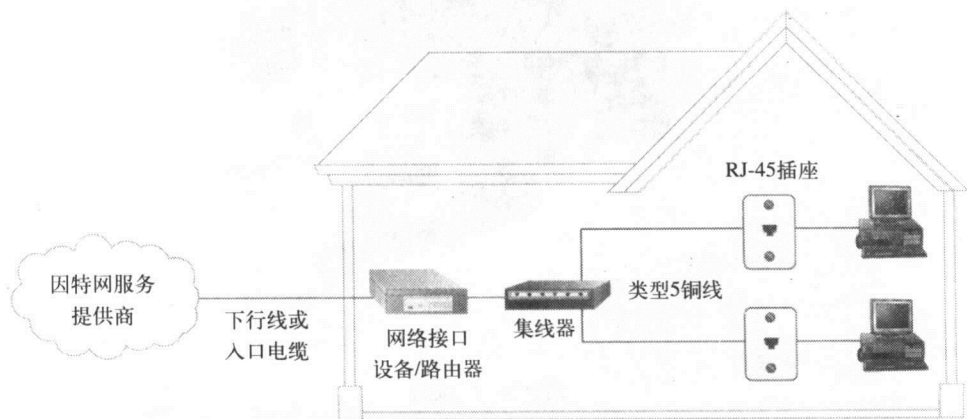 RJ-45插座
因特网服务
提供商
下行线或
入口电缆
网络接口
设备/路由器
集线器
类型5铜线